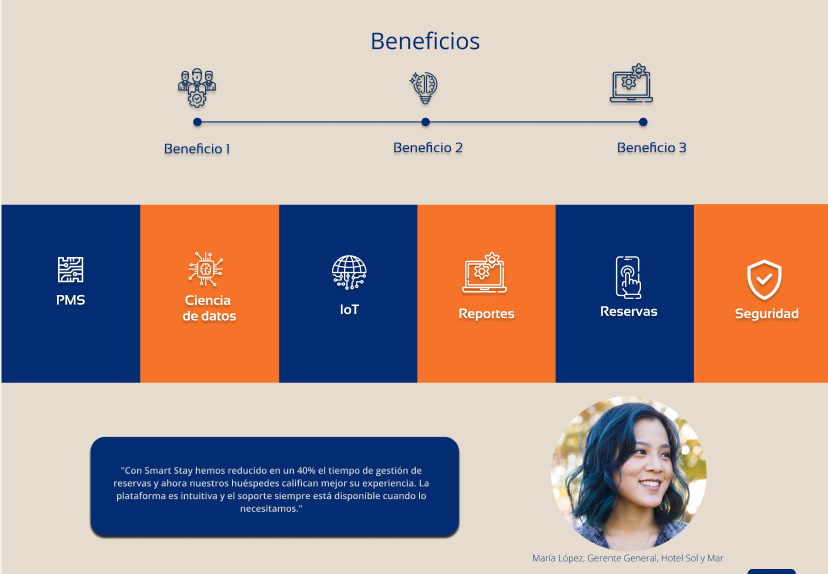 Beneficios
Beneficio 1
Beneficio 2
Beneficio 3
PMS
Ciencia
de datos
IoT
Reportes
Reservas
Seguridad
"Con Smart Stay hemos reducido en un 40% el tiempo de gestión de
reservas y ahora nuestros huéspedes califican mejor su experiencia. La
plataforma es intuitiva y el soporte siempre está disponible cuando lo
necesitamos."
María López, Gerente General, Hotel Sol y Mar